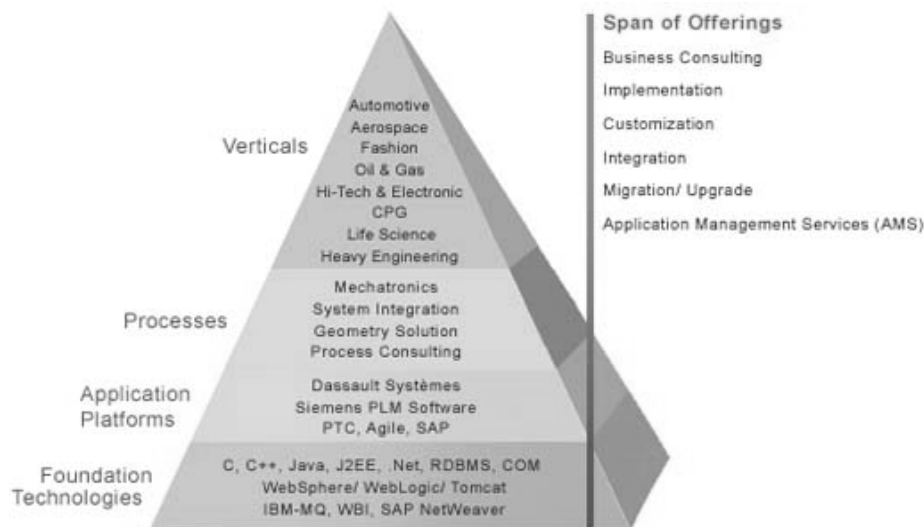 Span of Offerings
Business Consulting
Implementation
Customization
Integration
Migration/ Upgrade
Application Management Services (AMS)
Verticals
Automotive
Aerospace
Fashion
Oil & Gas
Hi-Tech & Electronic
CPG
Life Science
Heavy Engineering
Processes
Mechatronics
System Integration
Geometry Solution
Process Consulting
Application
Platforms
Dassault Systèmes
Siemens PLM Software
PTC, Agile, SAP
Foundation
Technologies
C, C++, Java, J2EE, .Net, RDBMS, COM
WebSphere/ WebLogic/ Tomcat
IBM-MQ, WBI, SAP NetWeaver